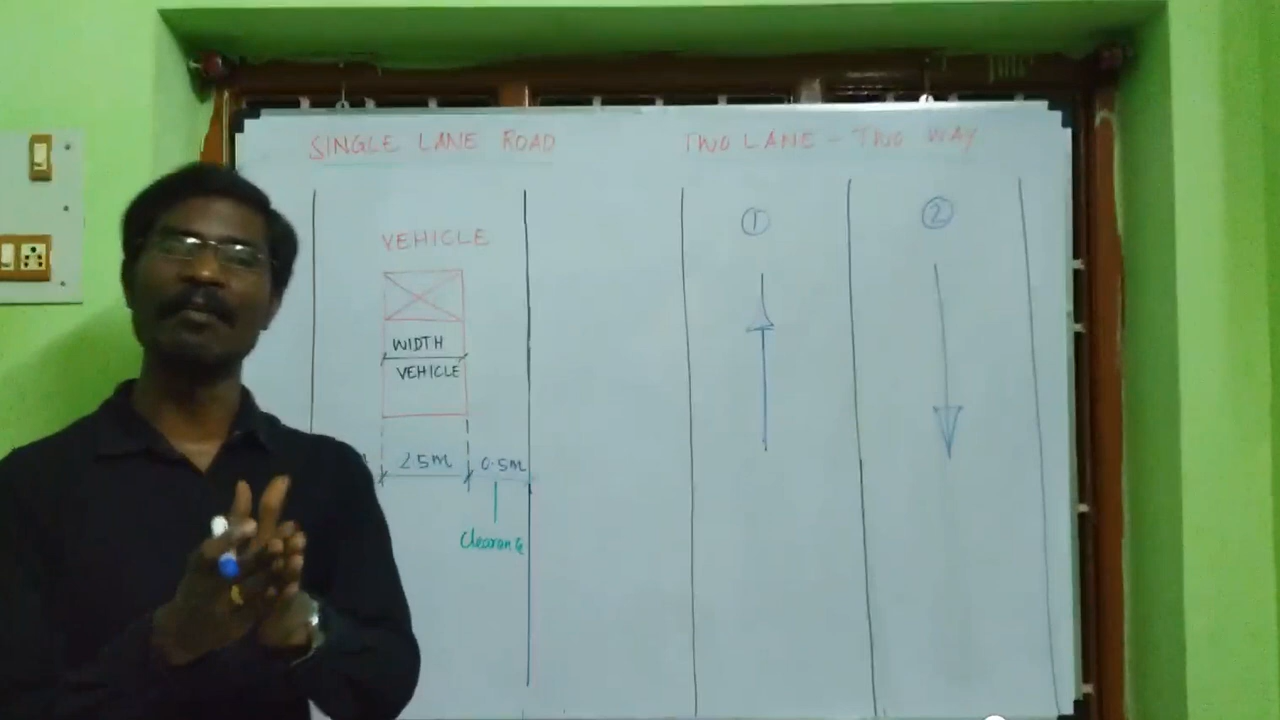 SINGLE LANE ROAD
TWO LANE - TWO WAY
VEHICLE
WIDTH
VEHICLE
2.5m 0.5m
Clearance
1
2